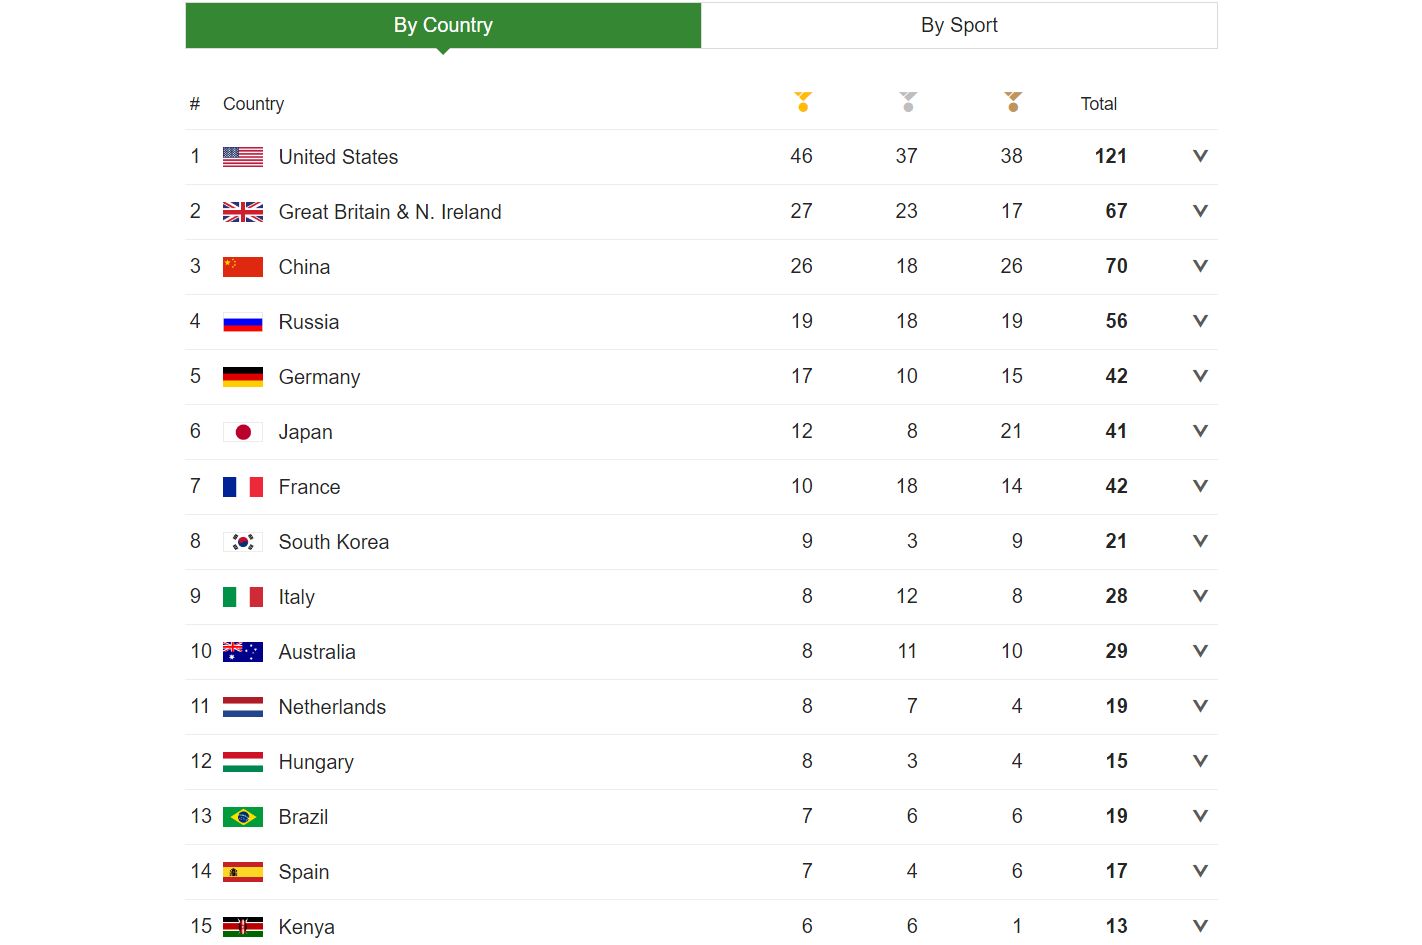 By Country By Sport
# Country Total
1 United States 46 37 38 121
2 Great Britain & N. Ireland 27 23 17 67
3 China 26 18 26 70
4 Russia 19 18 19 56
5 Germany 17 10 15 42
6 Japan 12 8 21 41
7 France 10 18 14 42
8 South Korea 9 3 9 21
9 Italy 8 12 8 28
10 Australia 8 11 10 29
11 Netherlands 8 7 4 19
12 Hungary 8 3 4 15
13 Brazil 7 6 6 19
14 Spain 7 4 6 17
15 Kenya 6 6 1 13